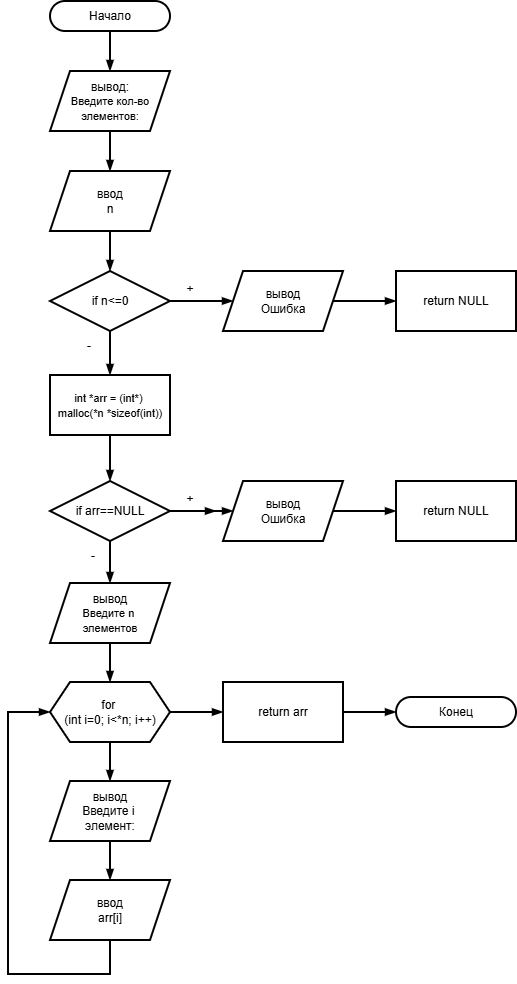 Начало
вывод:
Введите кол-во
элементов:
ввод
n
if n<=0
+
вывод
Ошибка
return NULL
-
int *arr = (int*)
malloc(*n *sizeof(int))
if arr==NULL
+
вывод
Ошибка
return NULL
-
вывод
Введите n
элементов
for
(int i=0; i<*n; i++)
return arr
Конец
вывод
Введите i
элемент:
ввод
arr[i]